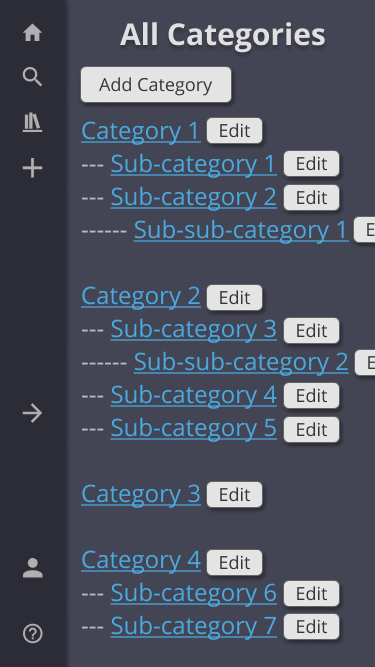 All Categories
Add Category
Category 1 Edit
--- Sub-category 1 Edit
--- Sub-category 2 Edit
------ Sub-sub-category 1
Category 2 Edit
--- Sub-category 3 Edit
------ Sub-sub-category 2
--- Sub-category 4 Edit
--- Sub-category 5 Edit
Category 3 Edit
Category 4 Edit
--- Sub-category 6 Edit
--- Sub-category 7 Edit